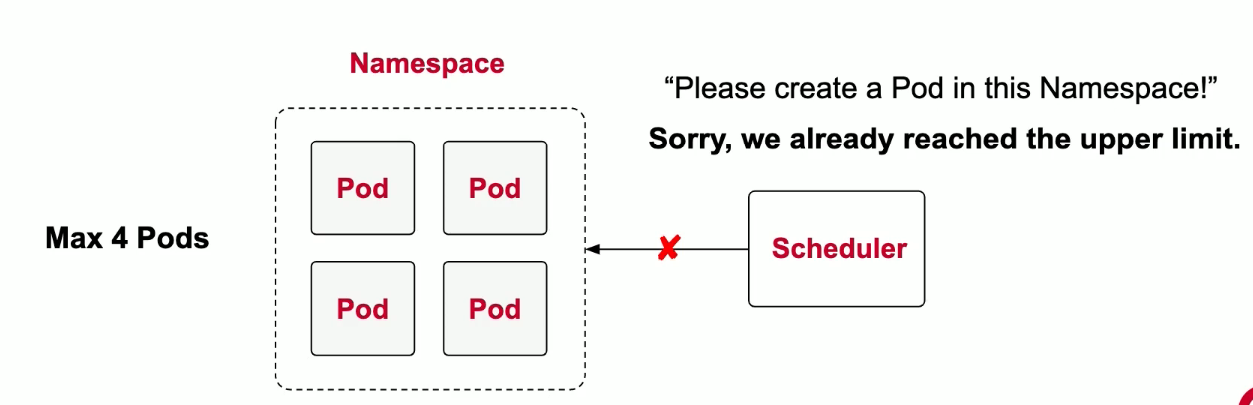 Namespace
“Please create a Pod in this Namespace!”
Sorry, we already reached the upper limit.
Pod Pod
Max 4 Pods
Scheduler
Pod Pod